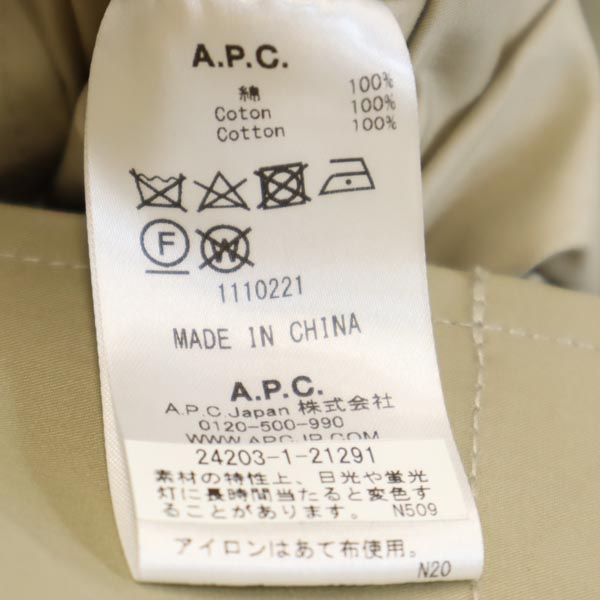 A.P.C.
綿 100%
Coton 100%
Cotton 100%
F W
1110221
MADE IN CHINA
A.P.C.
A.P.C.Japan 株式会社
0120-500-990
WWW.APCJP.COM
24203-1-21291
素材の特性上、日光や蛍光
灯に長時間当たると変色す
ることがあります。 N509
アイロンはあて布使用。
N20